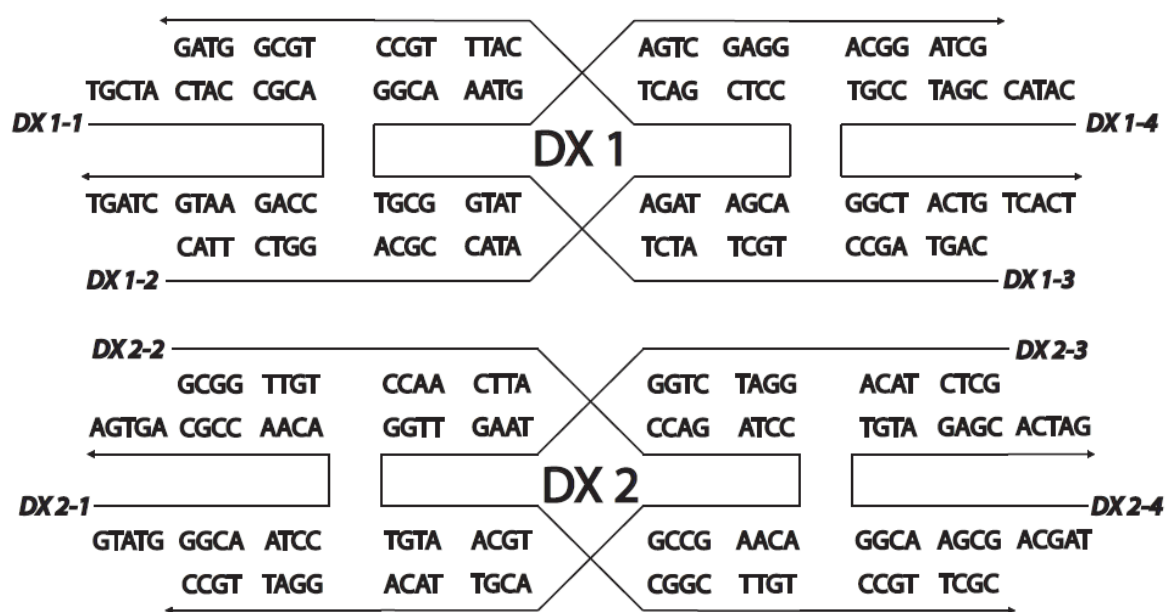 GATG GCGT CCGT TTAC AGTC GAGG ACGG ATCG
TGCTA CTAC CGCA GGCA AATG TCAG CTCC TGCC TAGC CATAC
DX 1-1 DX 1 DX 1-4
TGATC GTAA GACC TGCG GTAT AGAT AGCA GGCT ACTG TCACT
CATT CTGG ACGC CATA TCTA TCGT CCGA TGAC
DX 1-2 DX 1-3
DX 2-2 DX 2-3
GCGG TTGT CCAA CTTA GGTC TAGG ACAT CTCG
AGTGA CGCC AACA GGTT GAAT CCAG ATCC TGTA GAGC ACTAG
DX 2-1 DX 2 DX 2-4
GTATG GGCA ATCC TGTA ACGT GCCG AACA GGCA AGCG ACGAT
CCGT TAGG ACAT TGCA CGGC TTGT CCGT TCGC